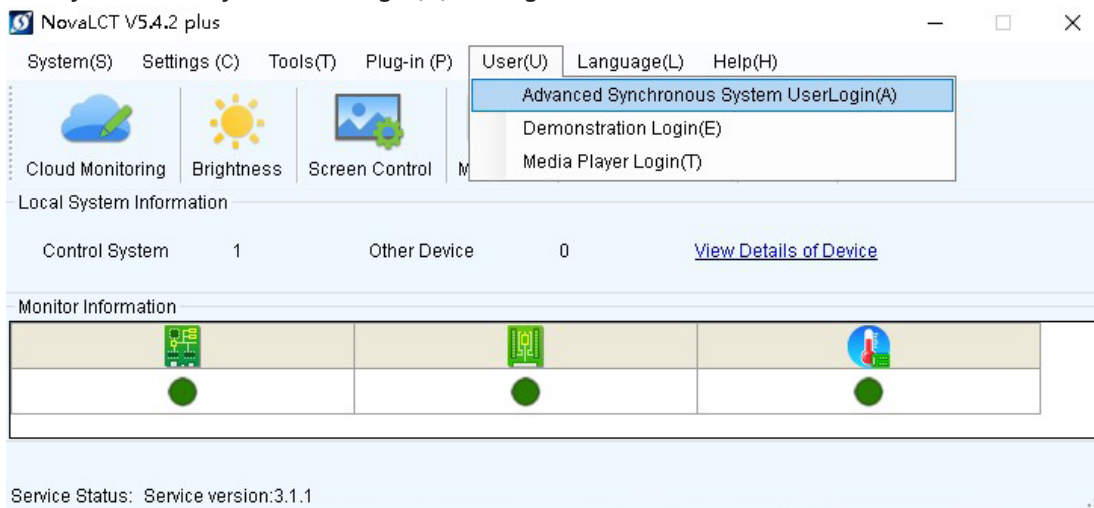 NovaLCT V5.4.2 plus
System(S) Settings (C) Tools(T) Plug-in (P) User(U) Language(L) Help(H)
Advanced Synchronous System UserLogin(A)
Demonstration Login(E)
Media Player Login(T)
Cloud Monitoring Brightness Screen Control
Local System Information
Control System 1 Other Device 0 View Details of Device
Monitor Information
Service Status: Service version:3.1.1